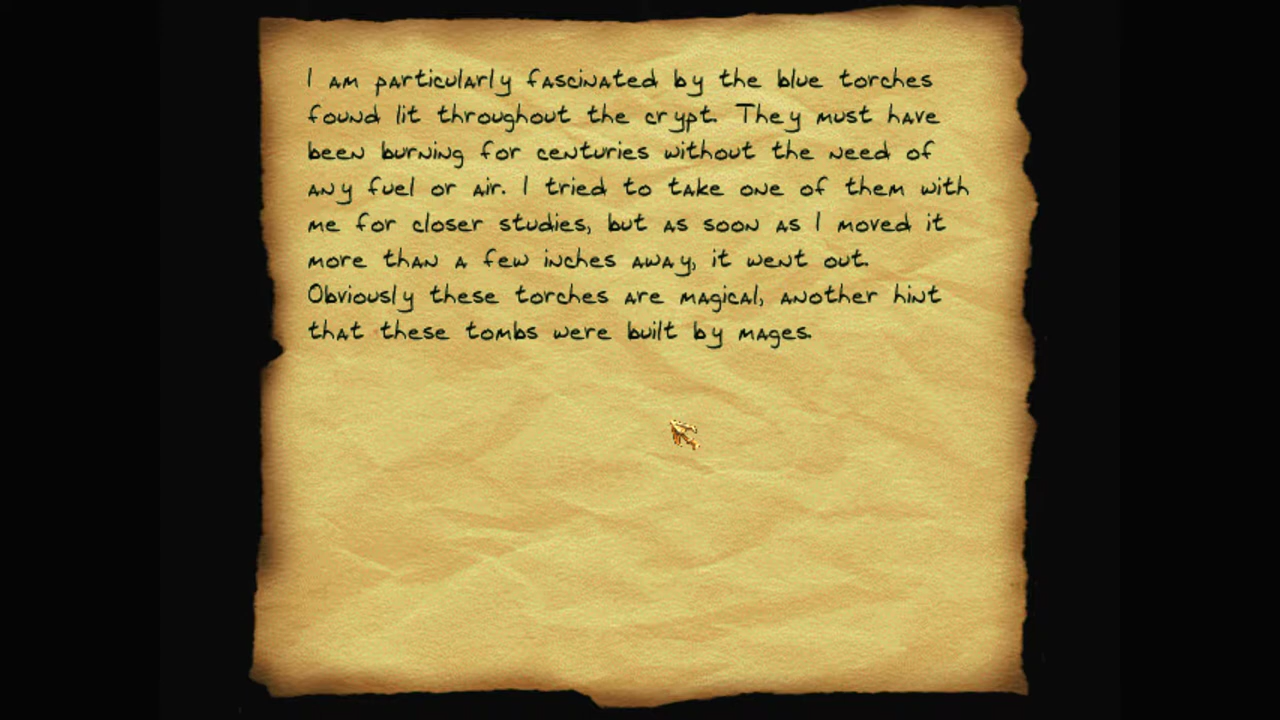 I am particularly fascinated by the blue torches
found lit throughout the crypt. They must have
been burning for centuries without the need of
any fuel or air. I tried to take one of them with
me for closer studies, but as soon as I moved it
more than a few inches away, it went out.
Obviously these torches are magical, another hint
that these tombs were built by mages.